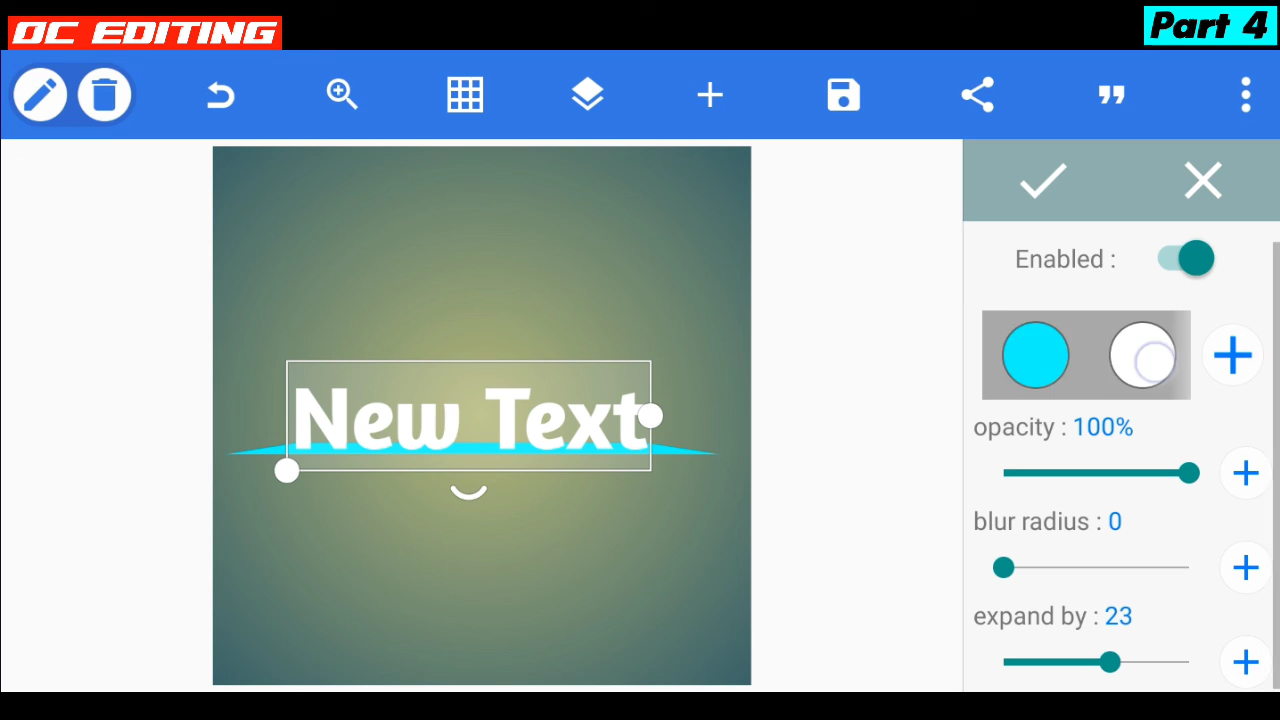 OC EDITING
Part 4
Enabled :
New Text
opacity : 100%
blur radius : 0
expand by : 23